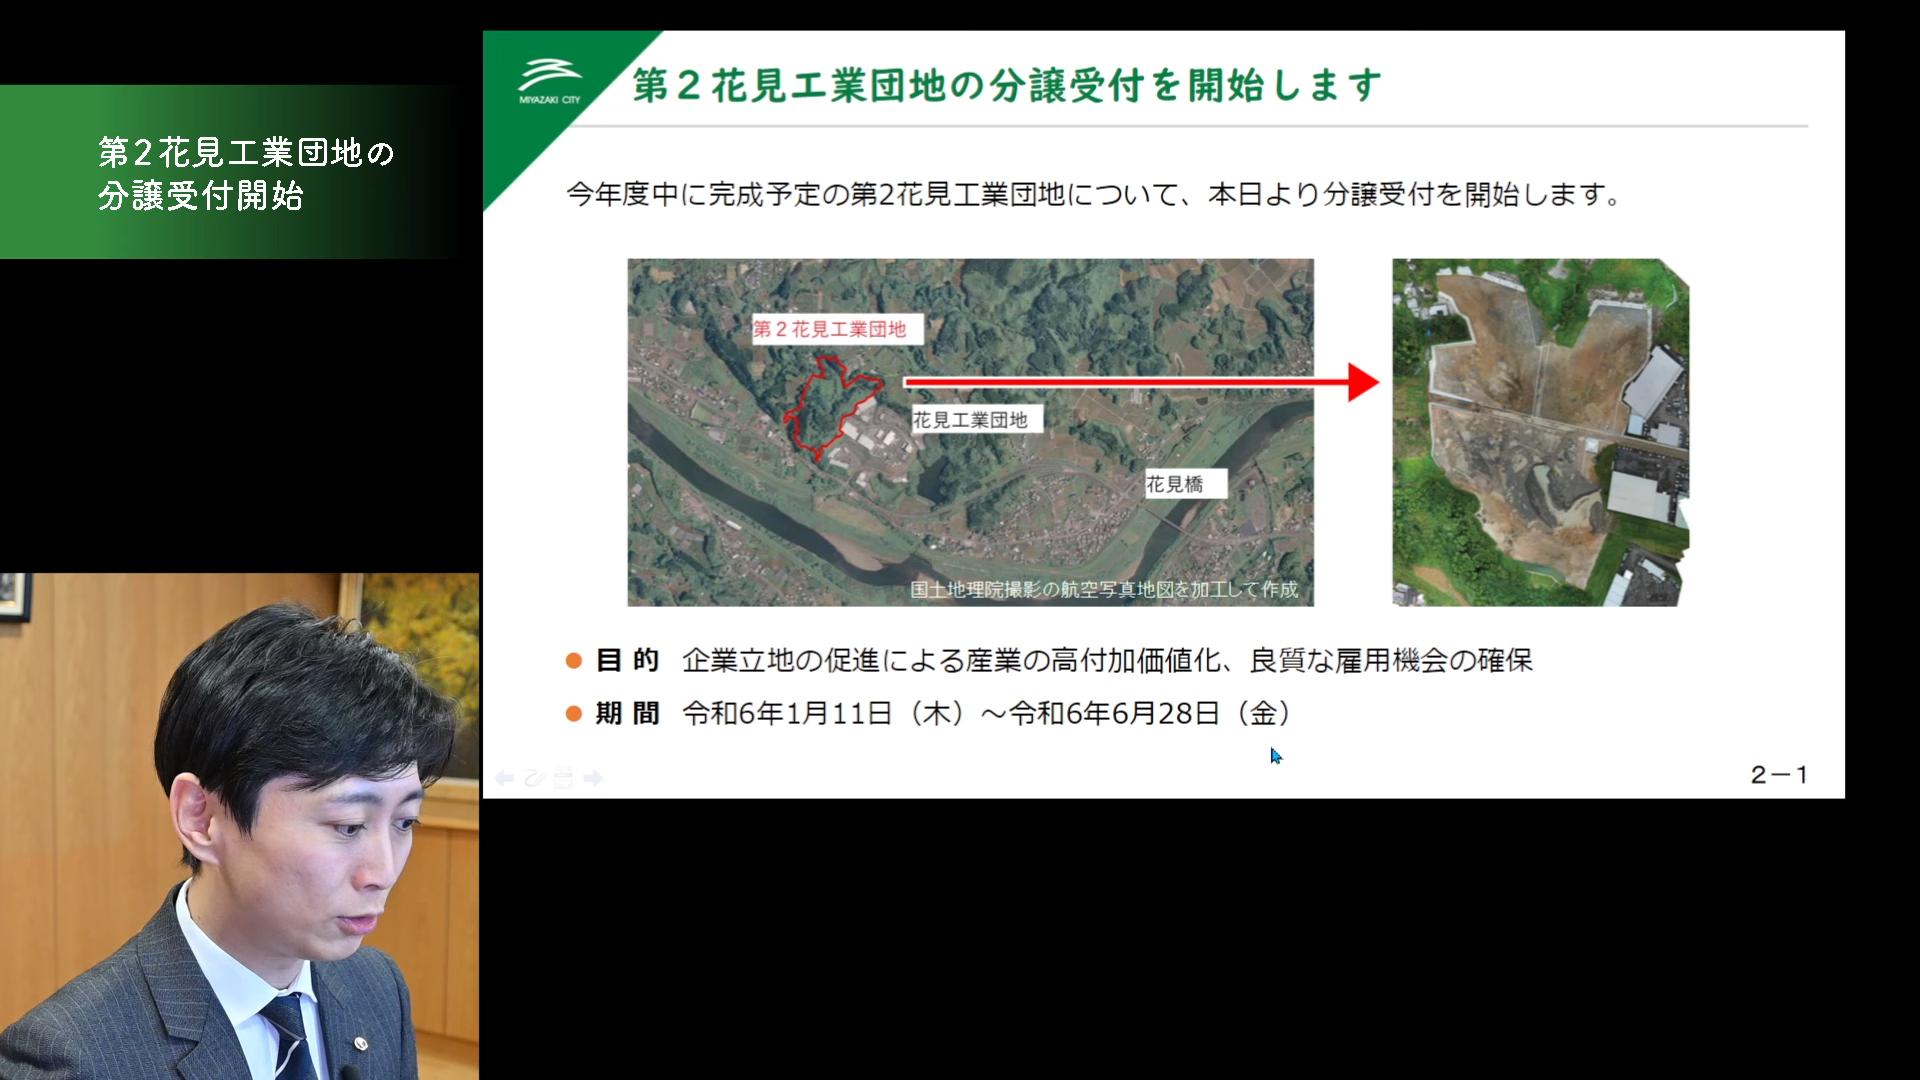 第2花見工業団地の
分譲受付開始
MIYAZAKI CITY
第２花見工業団地の分譲受付を開始します
今年度中に完成予定の第2花見工業団地について、本日より分譲受付を開始します。
第２花見工業団地
花見工業団地
花見橋
国土地理院撮影の航空写真地図を加工して作成
目 的　企業立地の促進による産業の高付加価値化、良質な雇用機会の確保
期 間　令和6年1月11日（木）～令和6年6月28日（金）
2－1